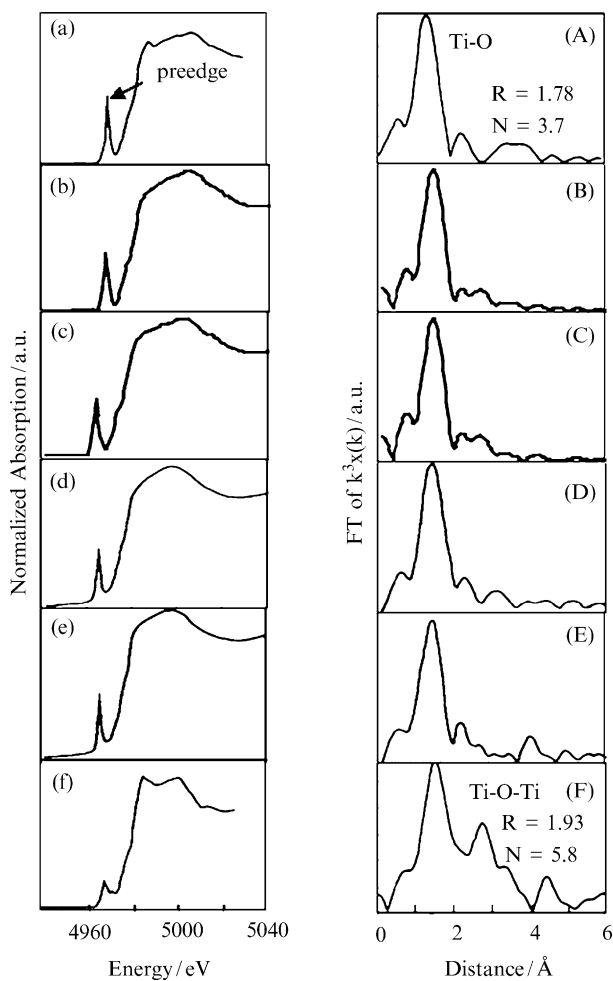 (a)
preedge
(b)
(c)
(d)
(e)
(f)
Normalized Absorption / a.u.
4960 5000 5040
Energy / eV
(A)
Ti-O
R = 1.78
N = 3.7
(B)
(C)
(D)
(E)
Ti-O-Ti (F)
R = 1.93
N = 5.8
FT of k³x(k) / a.u.
0 2 4 6
Distance / Å